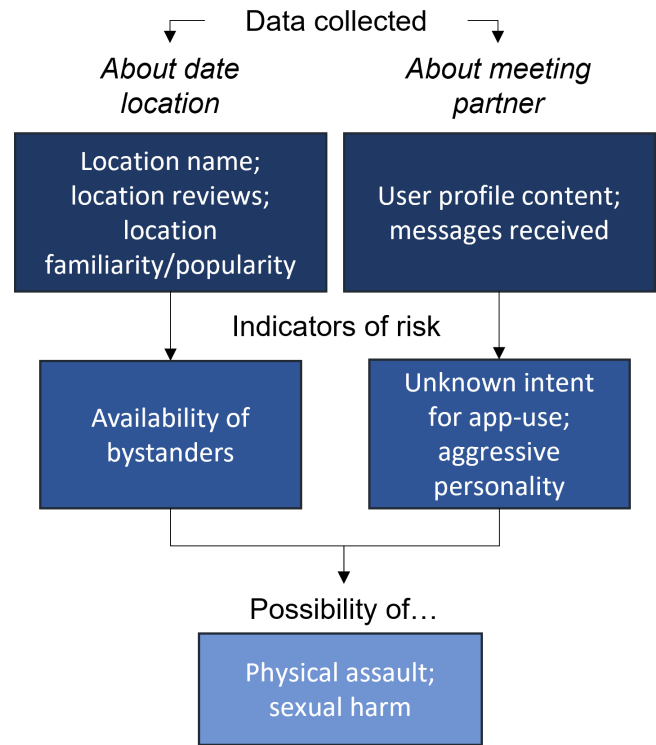 Data collected
About date
location
About meeting
partner
Location name;
location reviews;
location
familiarity/popularity
User profile content;
messages received
Indicators of risk
Availability of
bystanders
Unknown intent
for app-use;
aggressive
personality
Possibility of…
Physical assault;
sexual harm